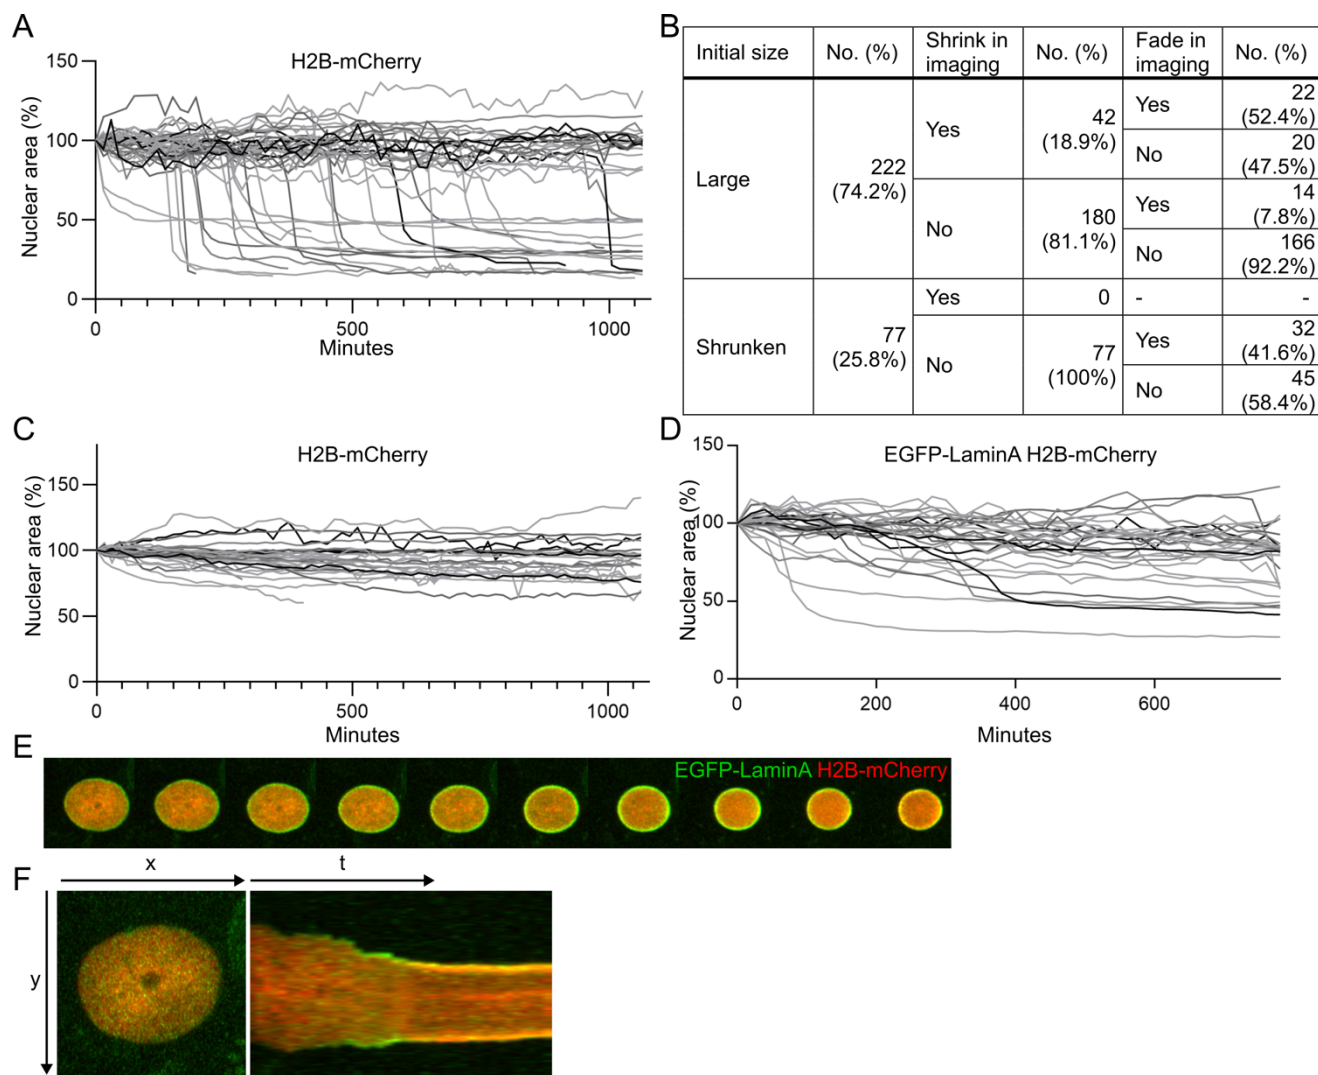 A
H2B-mCherry
150
100
50
0
Nuclear area (%)
0
500
1000
Minutes
B
Initial size
No. (%)
Shrink in
imaging
No. (%)
Fade in
imaging
No. (%)
Large
222
(74.2%)
Yes
42
(18.9%)
Yes
22
(52.4%)
No
20
(47.5%)
No
180
(81.1%)
Yes
14
(7.8%)
No
166
(92.2%)
Shrunken
77
(25.8%)
Yes
0
-
-
No
77
(100%)
Yes
32
(41.6%)
No
45
(58.4%)
C
H2B-mCherry
150
100
50
0
Nuclear area (%)
0
500
1000
Minutes
D
EGFP-LaminA H2B-mCherry
150
100
50
0
Nuclear area (%)
0
200
400
600
Minutes
E
EGFP-LaminA H2B-mCherry
F
x
t
y